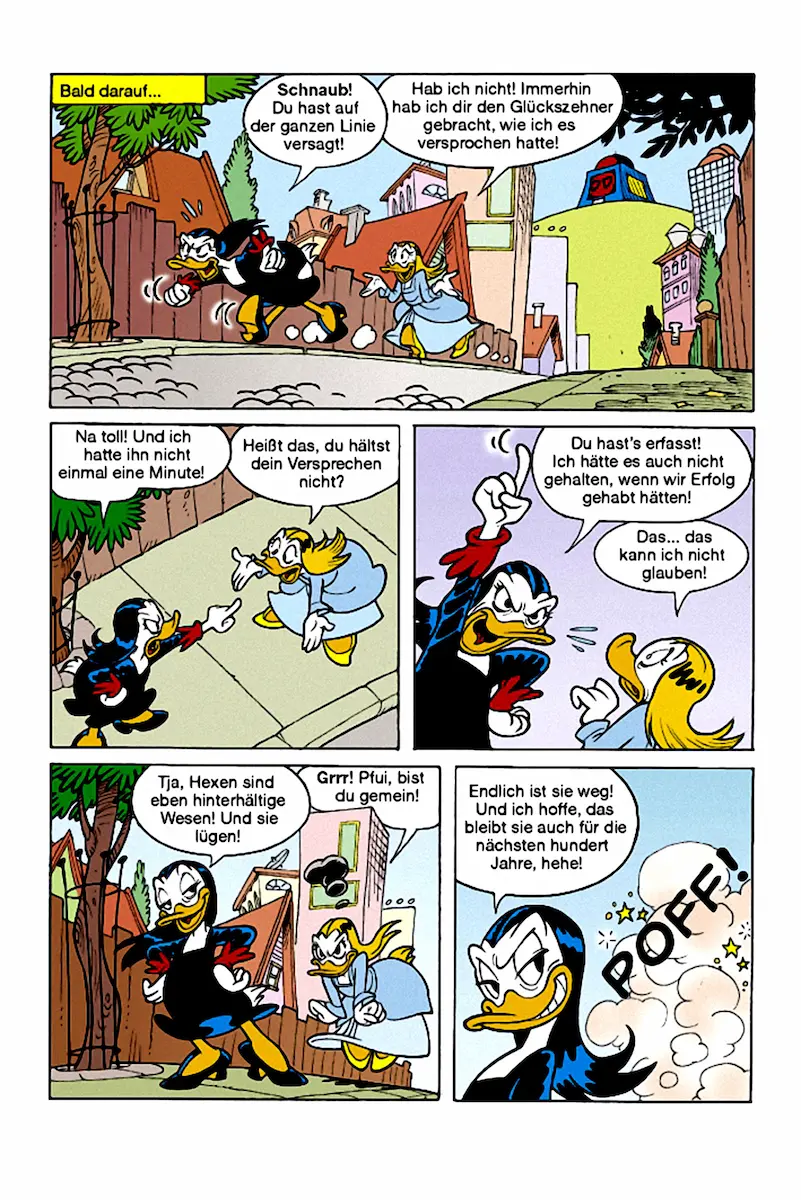 Bald darauf...
Schnaub!
Du hast auf
der ganzen Linie
versagt!
Hab ich nicht! Immerhin
hab ich dir den Glückszehner
gebracht, wie ich es
versprochen hatte!
Na toll! Und ich
hatte ihn nicht
einmal eine Minute!
Heißt das, du hältst
dein Versprechen
nicht?
Du hast's erfasst!
Ich hätte es auch nicht
gehalten, wenn wir Erfolg
gehabt hätten!
Das... das
kann ich nicht
glauben!
Tja, Hexen sind
eben hinterhältige
Wesen! Und sie
lügen!
Grrr! Pfui, bist
du gemein!
Endlich ist sie weg!
Und ich hoffe, das
bleibt sie auch für die
nächsten hundert
Jahre, hehe!
POFF!